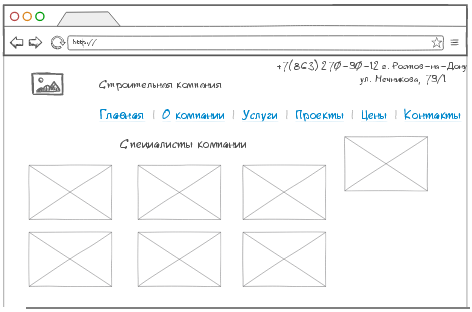 http://
+7(863) 270-90-12 г. Ростов-на-Дону
ул. Мечникова, 79/1
Строительная компания
Главная | О компании | Услуги | Проекты | Цены | Контакты
Специалисты компании